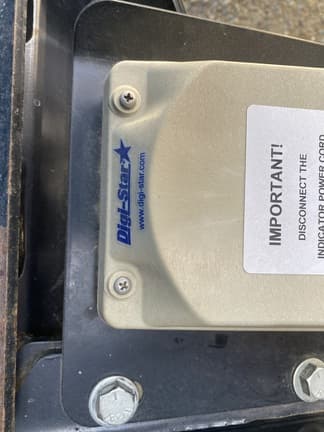 Digi-Star
www.digi-star.com
IMPORTANT!
DISCONNECT THE
INDICATOR POWER CORD